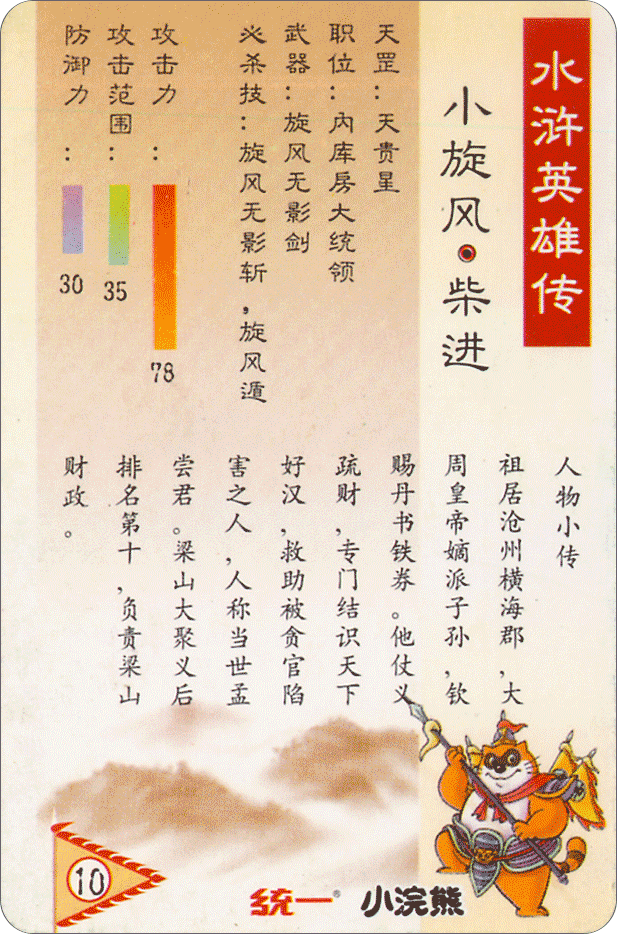 水浒英雄传
小旋风·柴进
天罡：天贵星
职位：内库房大统领
武器：旋风无影剑
必杀技：旋风无影斩，旋风遁
攻击力：
78
攻击范围：
35
防御力：
30
人物小传
祖居沧州横海郡，大
周皇帝嫡派子孙，钦
赐丹书铁券。他仗义
疏财，专门结识天下
好汉，救助被贪官陷
害之人，人称当世孟
尝君。梁山大聚义后
排名第十，负责梁山
财政。
10
统一® 小浣熊